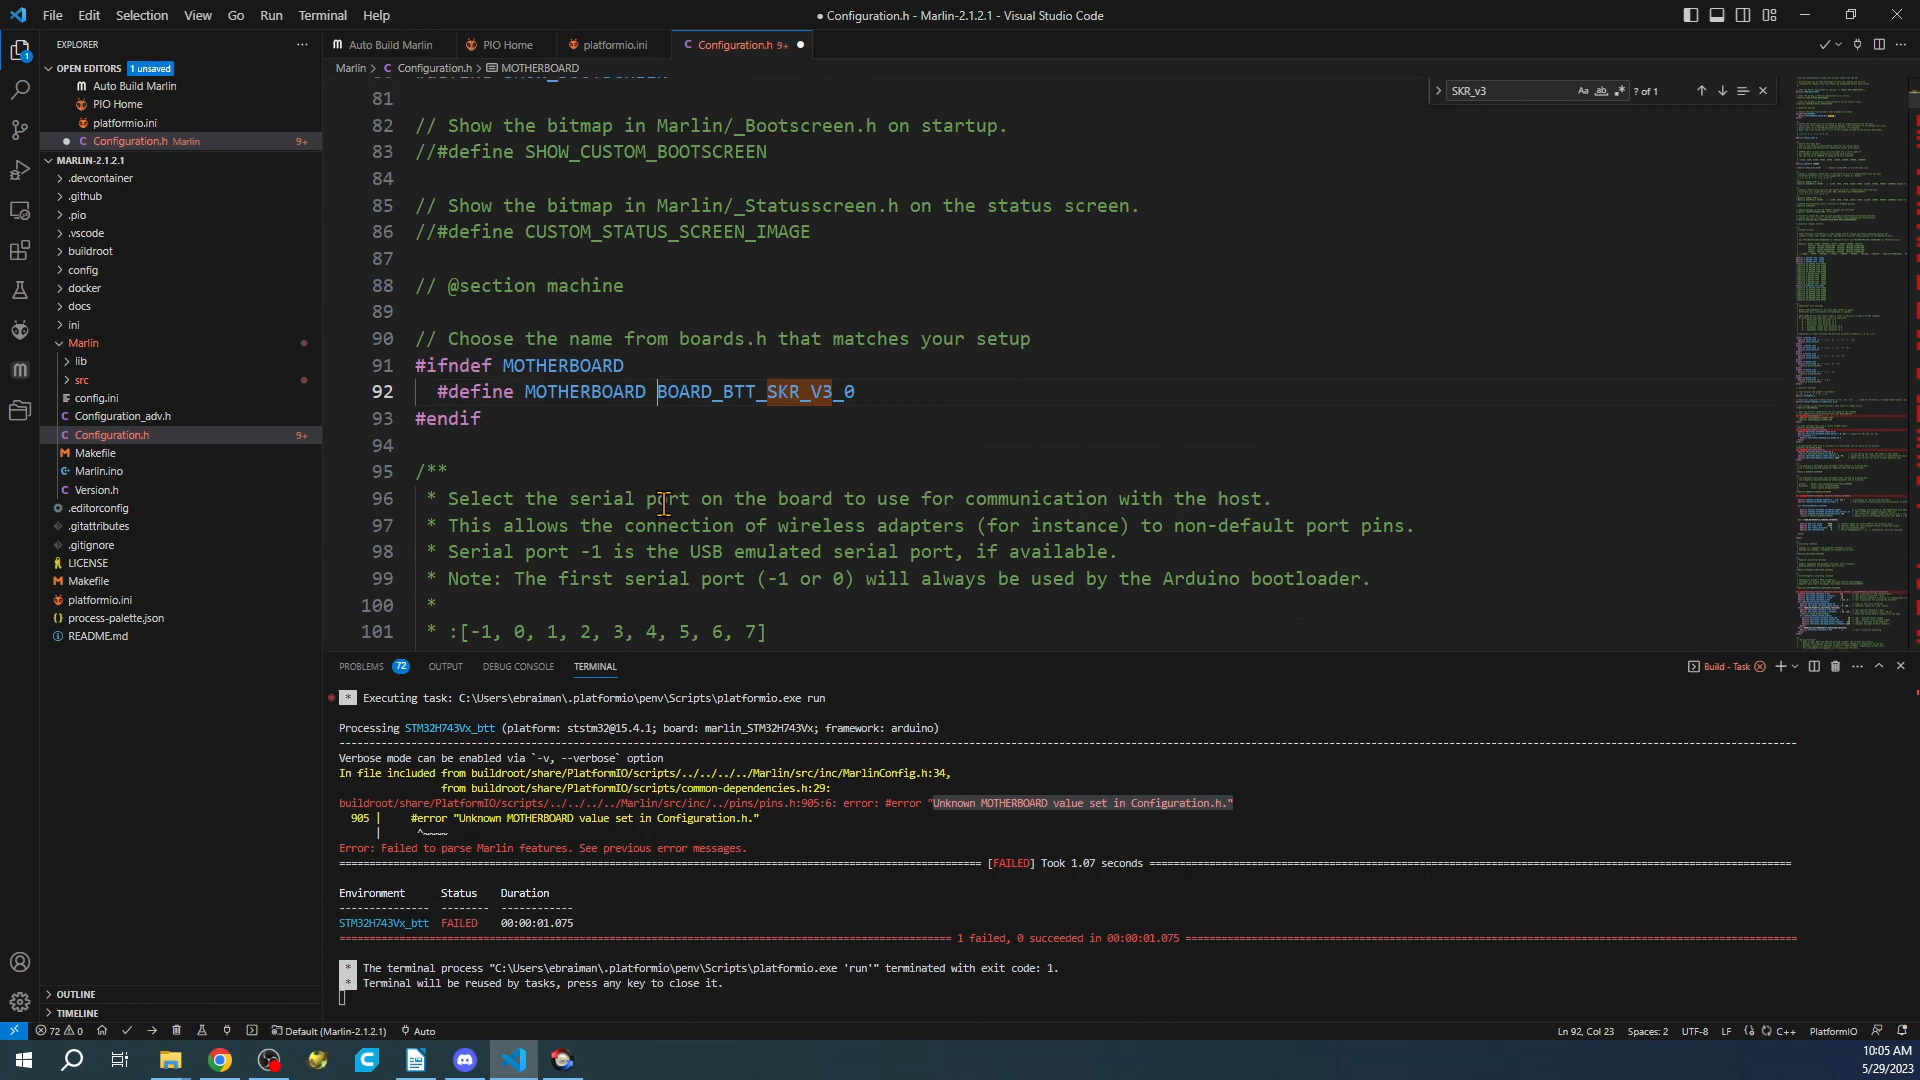 File Edit Selection View Go Run Terminal Help
● Configuration.h - Marlin-2.1.2.1 - Visual Studio Code
EXPLORER
Auto Build Marlin
PIO Home
platformio.ini
Configuration.h 9+
OPEN EDITORS 1 unsaved
Auto Build Marlin
PIO Home
platformio.ini
Configuration.h Marlin 9+
MARLIN-2.1.2.1
.devcontainer
.github
.pio
.vscode
buildroot
config
docker
docs
ini
Marlin
lib
src
config.ini
Configuration_adv.h
Configuration.h 9+
Makefile
Marlin.ino
Version.h
.editorconfig
.gitattributes
.gitignore
LICENSE
Makefile
platformio.ini
process-palette.json
README.md
OUTLINE
TIMELINE
Marlin > Configuration.h > MOTHERBOARD
SKR_v3 Aa ab ? of 1
81
82 // Show the bitmap in Marlin/_Bootscreen.h on startup.
83 //#define SHOW_CUSTOM_BOOTSCREEN
84
85 // Show the bitmap in Marlin/_Statusscreen.h on the status screen.
86 //#define CUSTOM_STATUS_SCREEN_IMAGE
87
88 // @section machine
89
90 // Choose the name from boards.h that matches your setup
91 #ifndef MOTHERBOARD
92 #define MOTHERBOARD BOARD_BTT_SKR_V3_0
93 #endif
94
95 /**
96 * Select the serial port on the board to use for communication with the host.
97 * This allows the connection of wireless adapters (for instance) to non-default port pins.
98 * Serial port -1 is the USB emulated serial port, if available.
99 * Note: The first serial port (-1 or 0) will always be used by the Arduino bootloader.
100 *
101 * :[-1, 0, 1, 2, 3, 4, 5, 6, 7]
PROBLEMS 72 OUTPUT DEBUG CONSOLE TERMINAL
Build - Task
* Executing task: C:\Users\ebraiman\.platformio\penv\Scripts\platformio.exe run
Processing STM32H743Vx_btt (platform: ststm32@15.4.1; board: marlin_STM32H743Vx; framework: arduino)
Verbose mode can be enabled via `-v, --verbose` option
In file included from buildroot/share/PlatformIO/scripts/../../../../Marlin/src/inc/MarlinConfig.h:34,
from buildroot/share/PlatformIO/scripts/common-dependencies.h:29:
buildroot/share/PlatformIO/scripts/../../../../Marlin/src/inc/../pins/pins.h:905:6: error: #error "Unknown MOTHERBOARD value set in Configuration.h."
905 | #error "Unknown MOTHERBOARD value set in Configuration.h."
| ^~~~~
Error: Failed to parse Marlin features. See previous error messages.
[FAILED] Took 1.07 seconds
Environment Status Duration
STM32H743Vx_btt FAILED 00:00:01.075
1 failed, 0 succeeded in 00:00:01.075
* The terminal process "C:\Users\ebraiman\.platformio\penv\Scripts\platformio.exe 'run'" terminated with exit code: 1.
* Terminal will be reused by tasks, press any key to close it.
72 0 Default (Marlin-2.1.2.1) Auto
Ln 92, Col 23 Spaces: 2 UTF-8 LF C++ PlatformIO
10:05 AM
5/29/2023